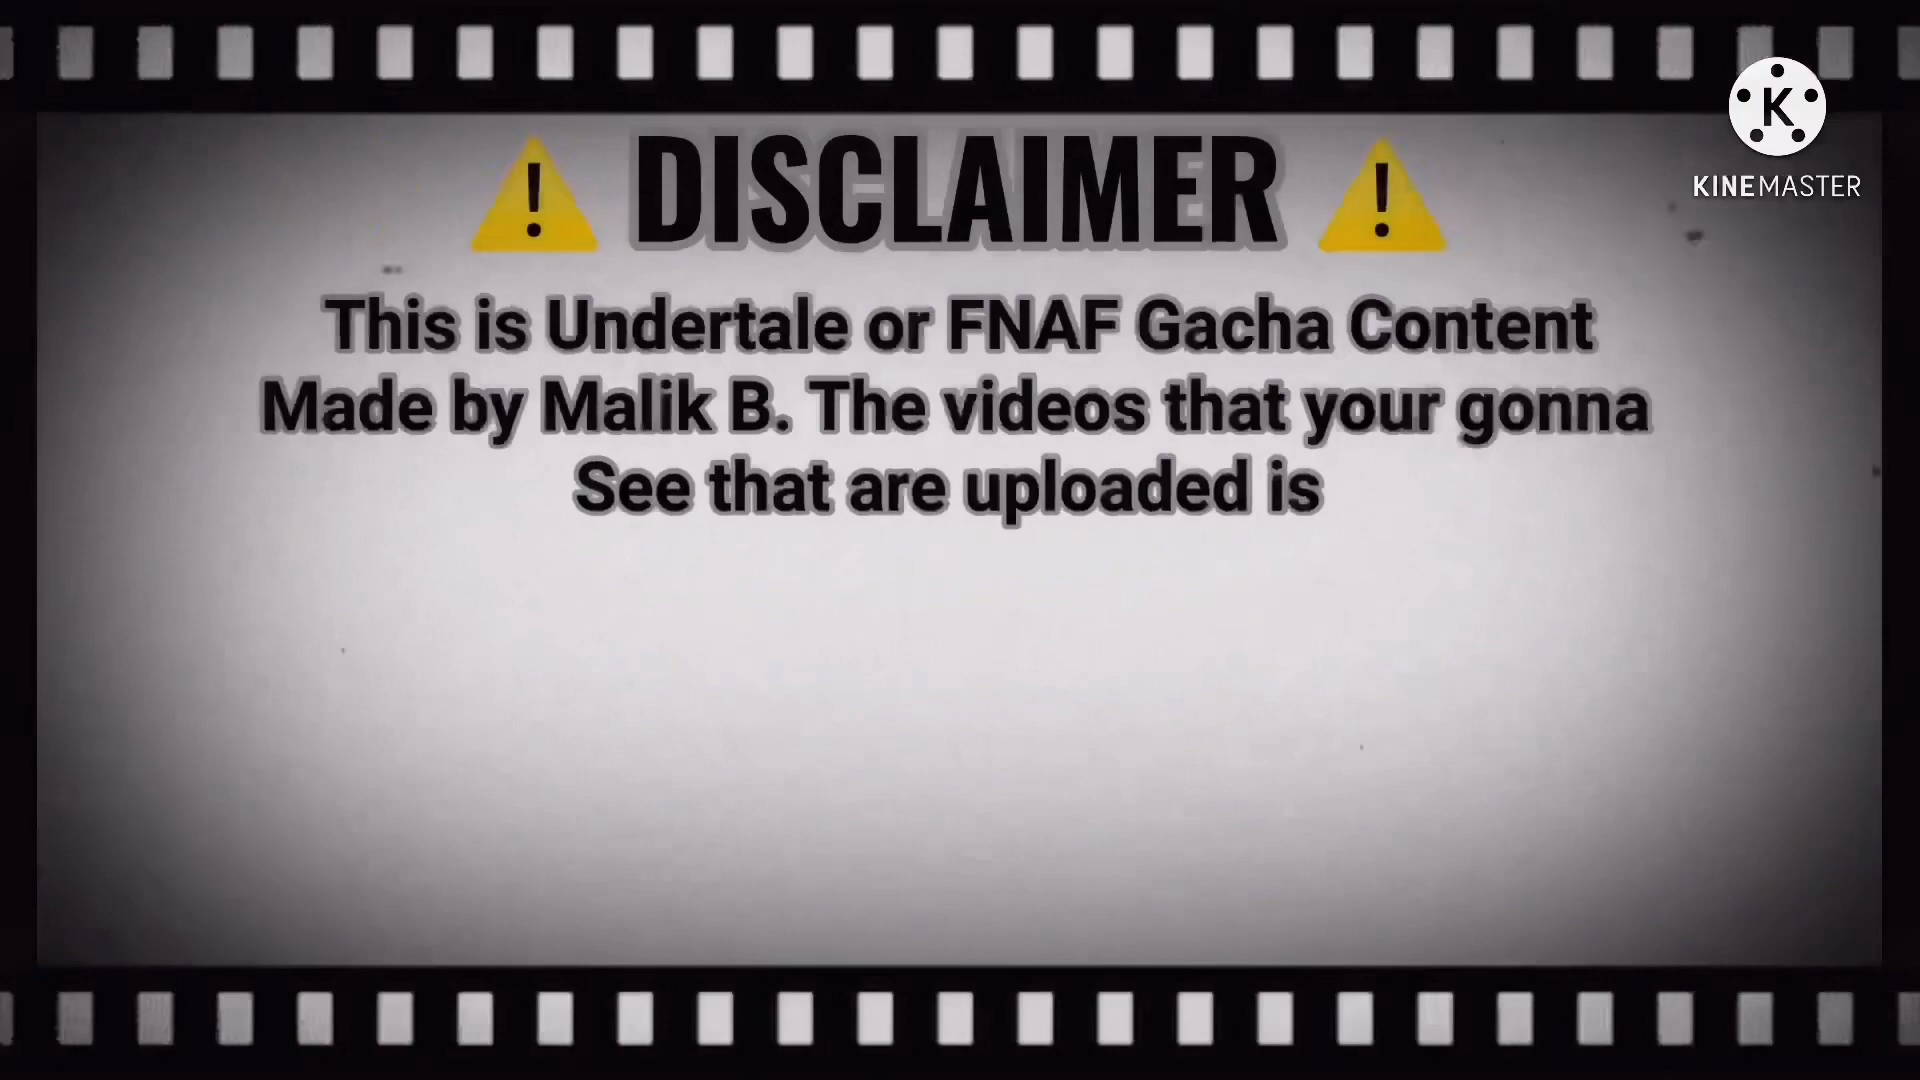 ⚠ DISCLAIMER ⚠
K
KINEMASTER
This is Undertale or FNAF Gacha Content
Made by Malik B. The videos that your gonna
See that are uploaded is